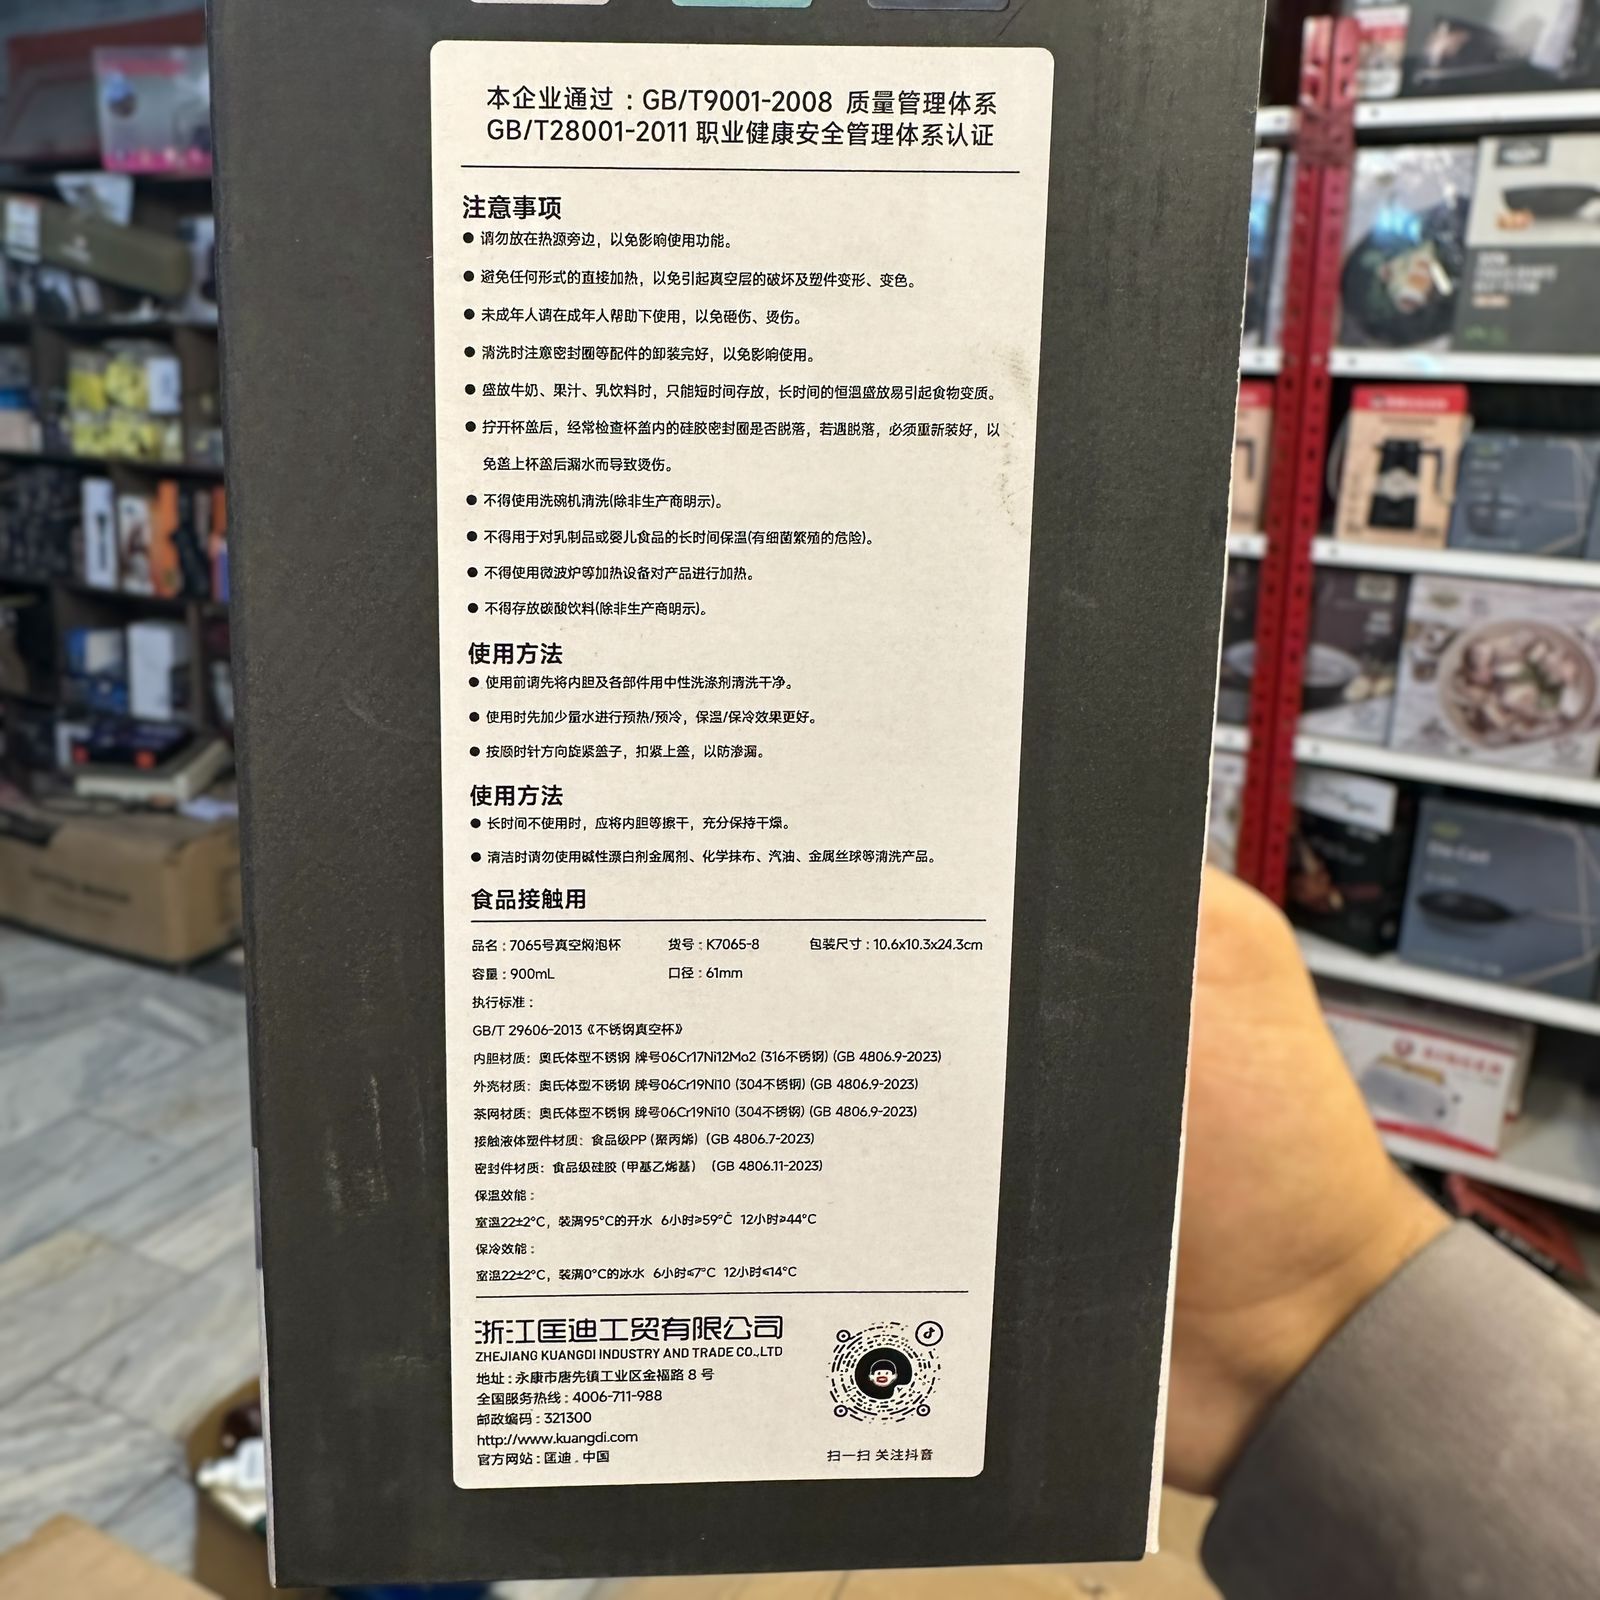 本企业通过：GB/T9001-2008 质量管理体系
GB/T28001-2011 职业健康安全管理体系认证
注意事项
● 请勿放在热源旁边，以免影响使用功能。
● 避免任何形式的直接加热，以免引起真空层的破坏及塑件变形、变色。
● 未成年人请在成年人帮助下使用，以免砸伤、烫伤。
● 清洗时注意密封圈等配件的卸装完好，以免影响使用。
● 盛放牛奶、果汁、乳饮料时，只能短时间存放，长时间的恒温盛放易引起食物变质。
● 拧开杯盖后，经常检查杯盖内的硅胶密封圈是否脱落，若遇脱落，必须重新装好，以
免盖上杯盖后漏水而导致烫伤。
● 不得使用洗碗机清洗(除非生产商明示)。
● 不得用于对乳制品或婴儿食品的长时间保温(有细菌繁殖的危险)。
● 不得使用微波炉等加热设备对产品进行加热。
● 不得存放碳酸饮料(除非生产商明示)。
使用方法
● 使用前请先将内胆及各部件用中性洗涤剂清洗干净。
● 使用时先加少量水进行预热/预冷，保温/保冷效果更好。
● 按顺时针方向旋紧盖子，扣紧上盖，以防渗漏。
使用方法
● 长时间不使用时，应将内胆等擦干，充分保持干燥。
● 清洁时请勿使用碱性漂白剂金属剂、化学抹布、汽油、金属丝球等清洗产品。
食品接触用
品名：7065号真空焖泡杯 货号：K7065-8 包装尺寸：10.6x10.3x24.3cm
容量：900mL 口径：61mm
执行标准：
GB/T 29606-2013《不锈钢真空杯》
内胆材质：奥氏体型不锈钢 牌号06Cr17Ni12Mo2 (316不锈钢) (GB 4806.9-2023)
外壳材质：奥氏体型不锈钢 牌号06Cr19Ni10 (304不锈钢) (GB 4806.9-2023)
茶网材质：奥氏体型不锈钢 牌号06Cr19Ni10 (304不锈钢) (GB 4806.9-2023)
接触液体塑件材质：食品级PP (聚丙烯) (GB 4806.7-2023)
密封件材质：食品级硅胶 (甲基乙烯基) (GB 4806.11-2023)
保温效能：
室温22±2°C，装满95°C的开水 6小时≥59°C 12小时≥44°C
保冷效能：
室温22±2°C，装满0°C的冰水 6小时≤7°C 12小时≤14°C
浙江匡迪工贸有限公司
ZHEJIANG KUANGDI INDUSTRY AND TRADE CO.,LTD
地址：永康市唐先镇工业区金福路 8 号
全国服务热线：4006-711-988
邮政编码：321300
http://www.kuangdi.com
官方网站：匡迪．中国
扫一扫 关注抖音
Die-Cast